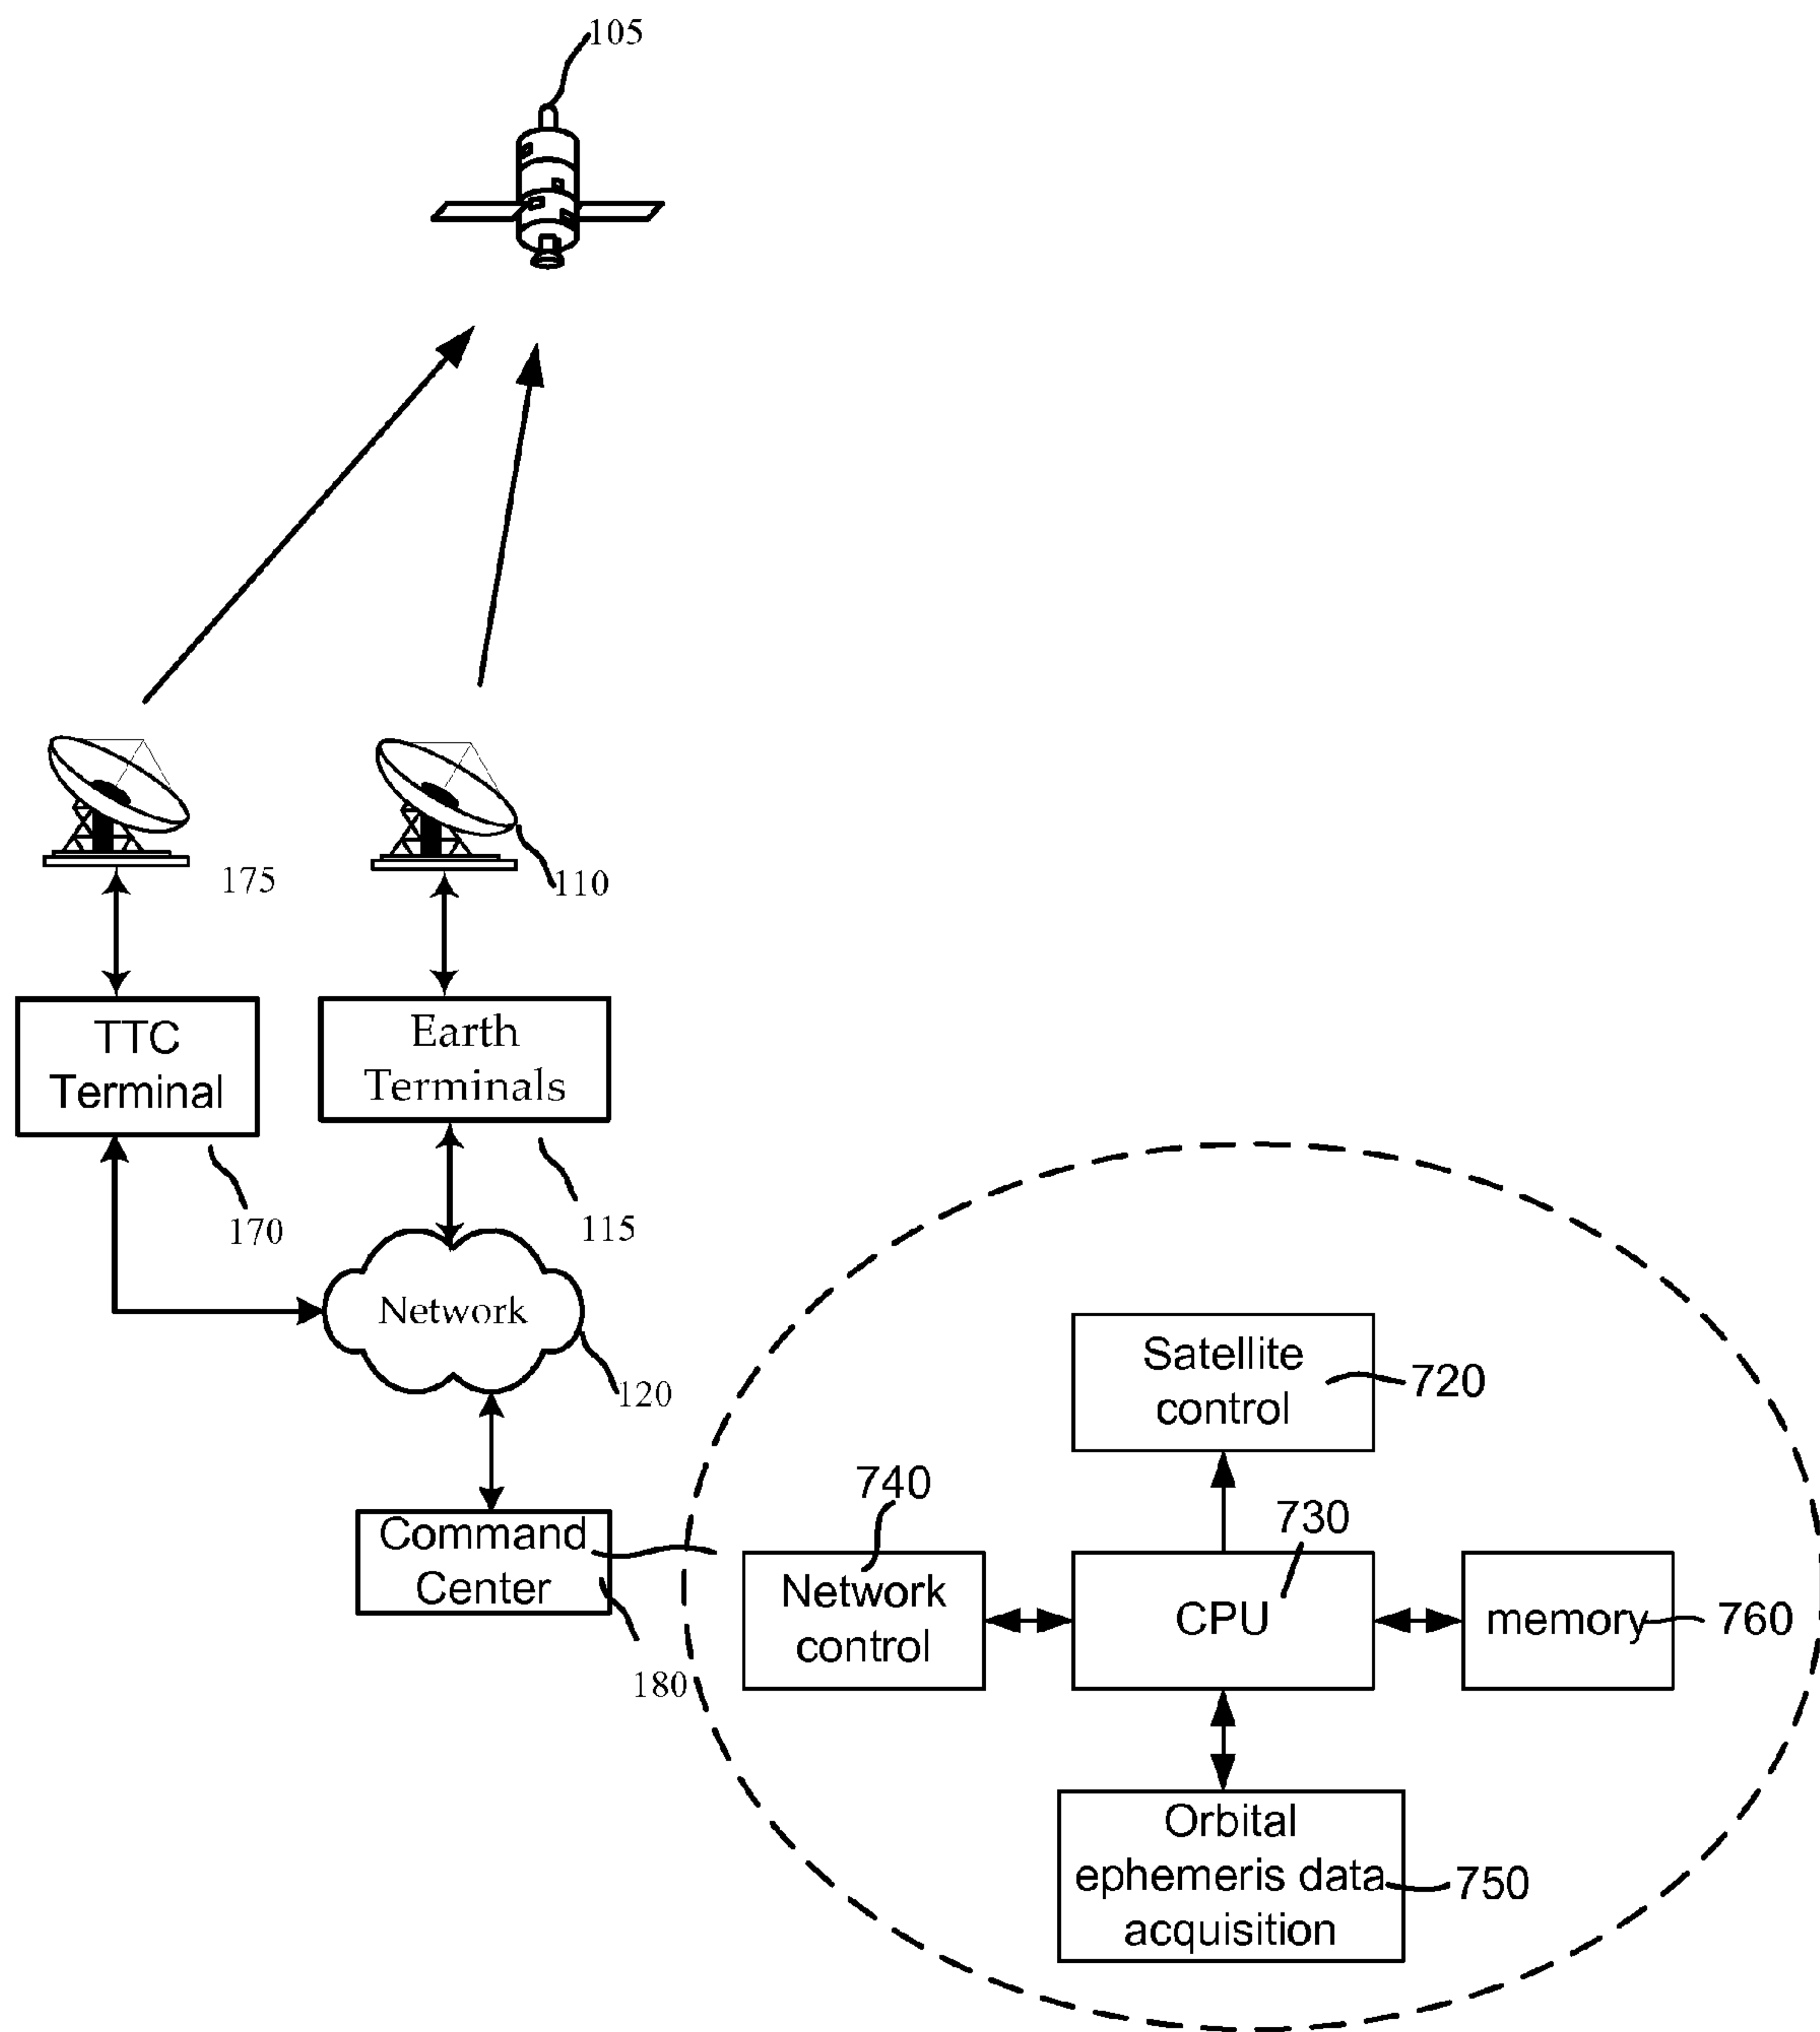 105
175
110
TTC
Terminal
Earth
Terminals
170
115
Network
120
Satellite
control
720
740
730
Command
Center
Network
control
CPU
memory
760
180
Orbital
ephemeris data
acquisition
750